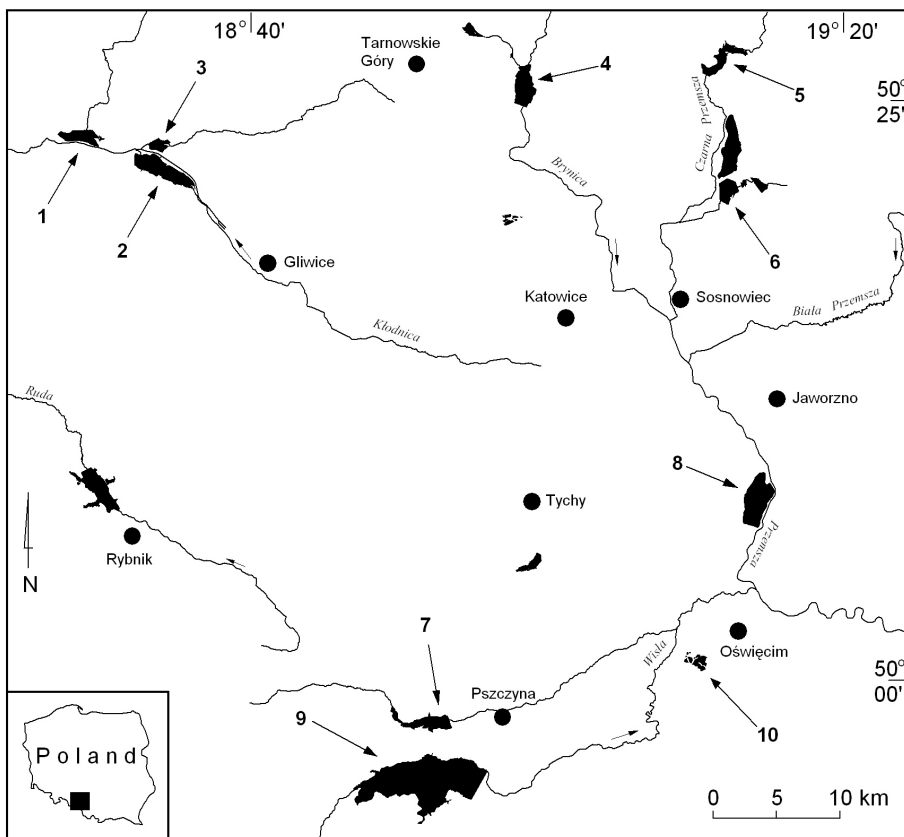 18° 40'
19° 20'
Tarnowskie
Góry
3
4
5
50°
25'
Czarna Przemsza
1
2
Brynica
6
Gliwice
Katowice
Sosnowiec
Biała Przemsza
Kłodnica
Ruda
Jaworzno
8
Tychy
Rybnik
Przemsza
N
7
Wisła
Oświęcim
50°
00'
Pszczyna
9
10
Poland
0 5 10 km